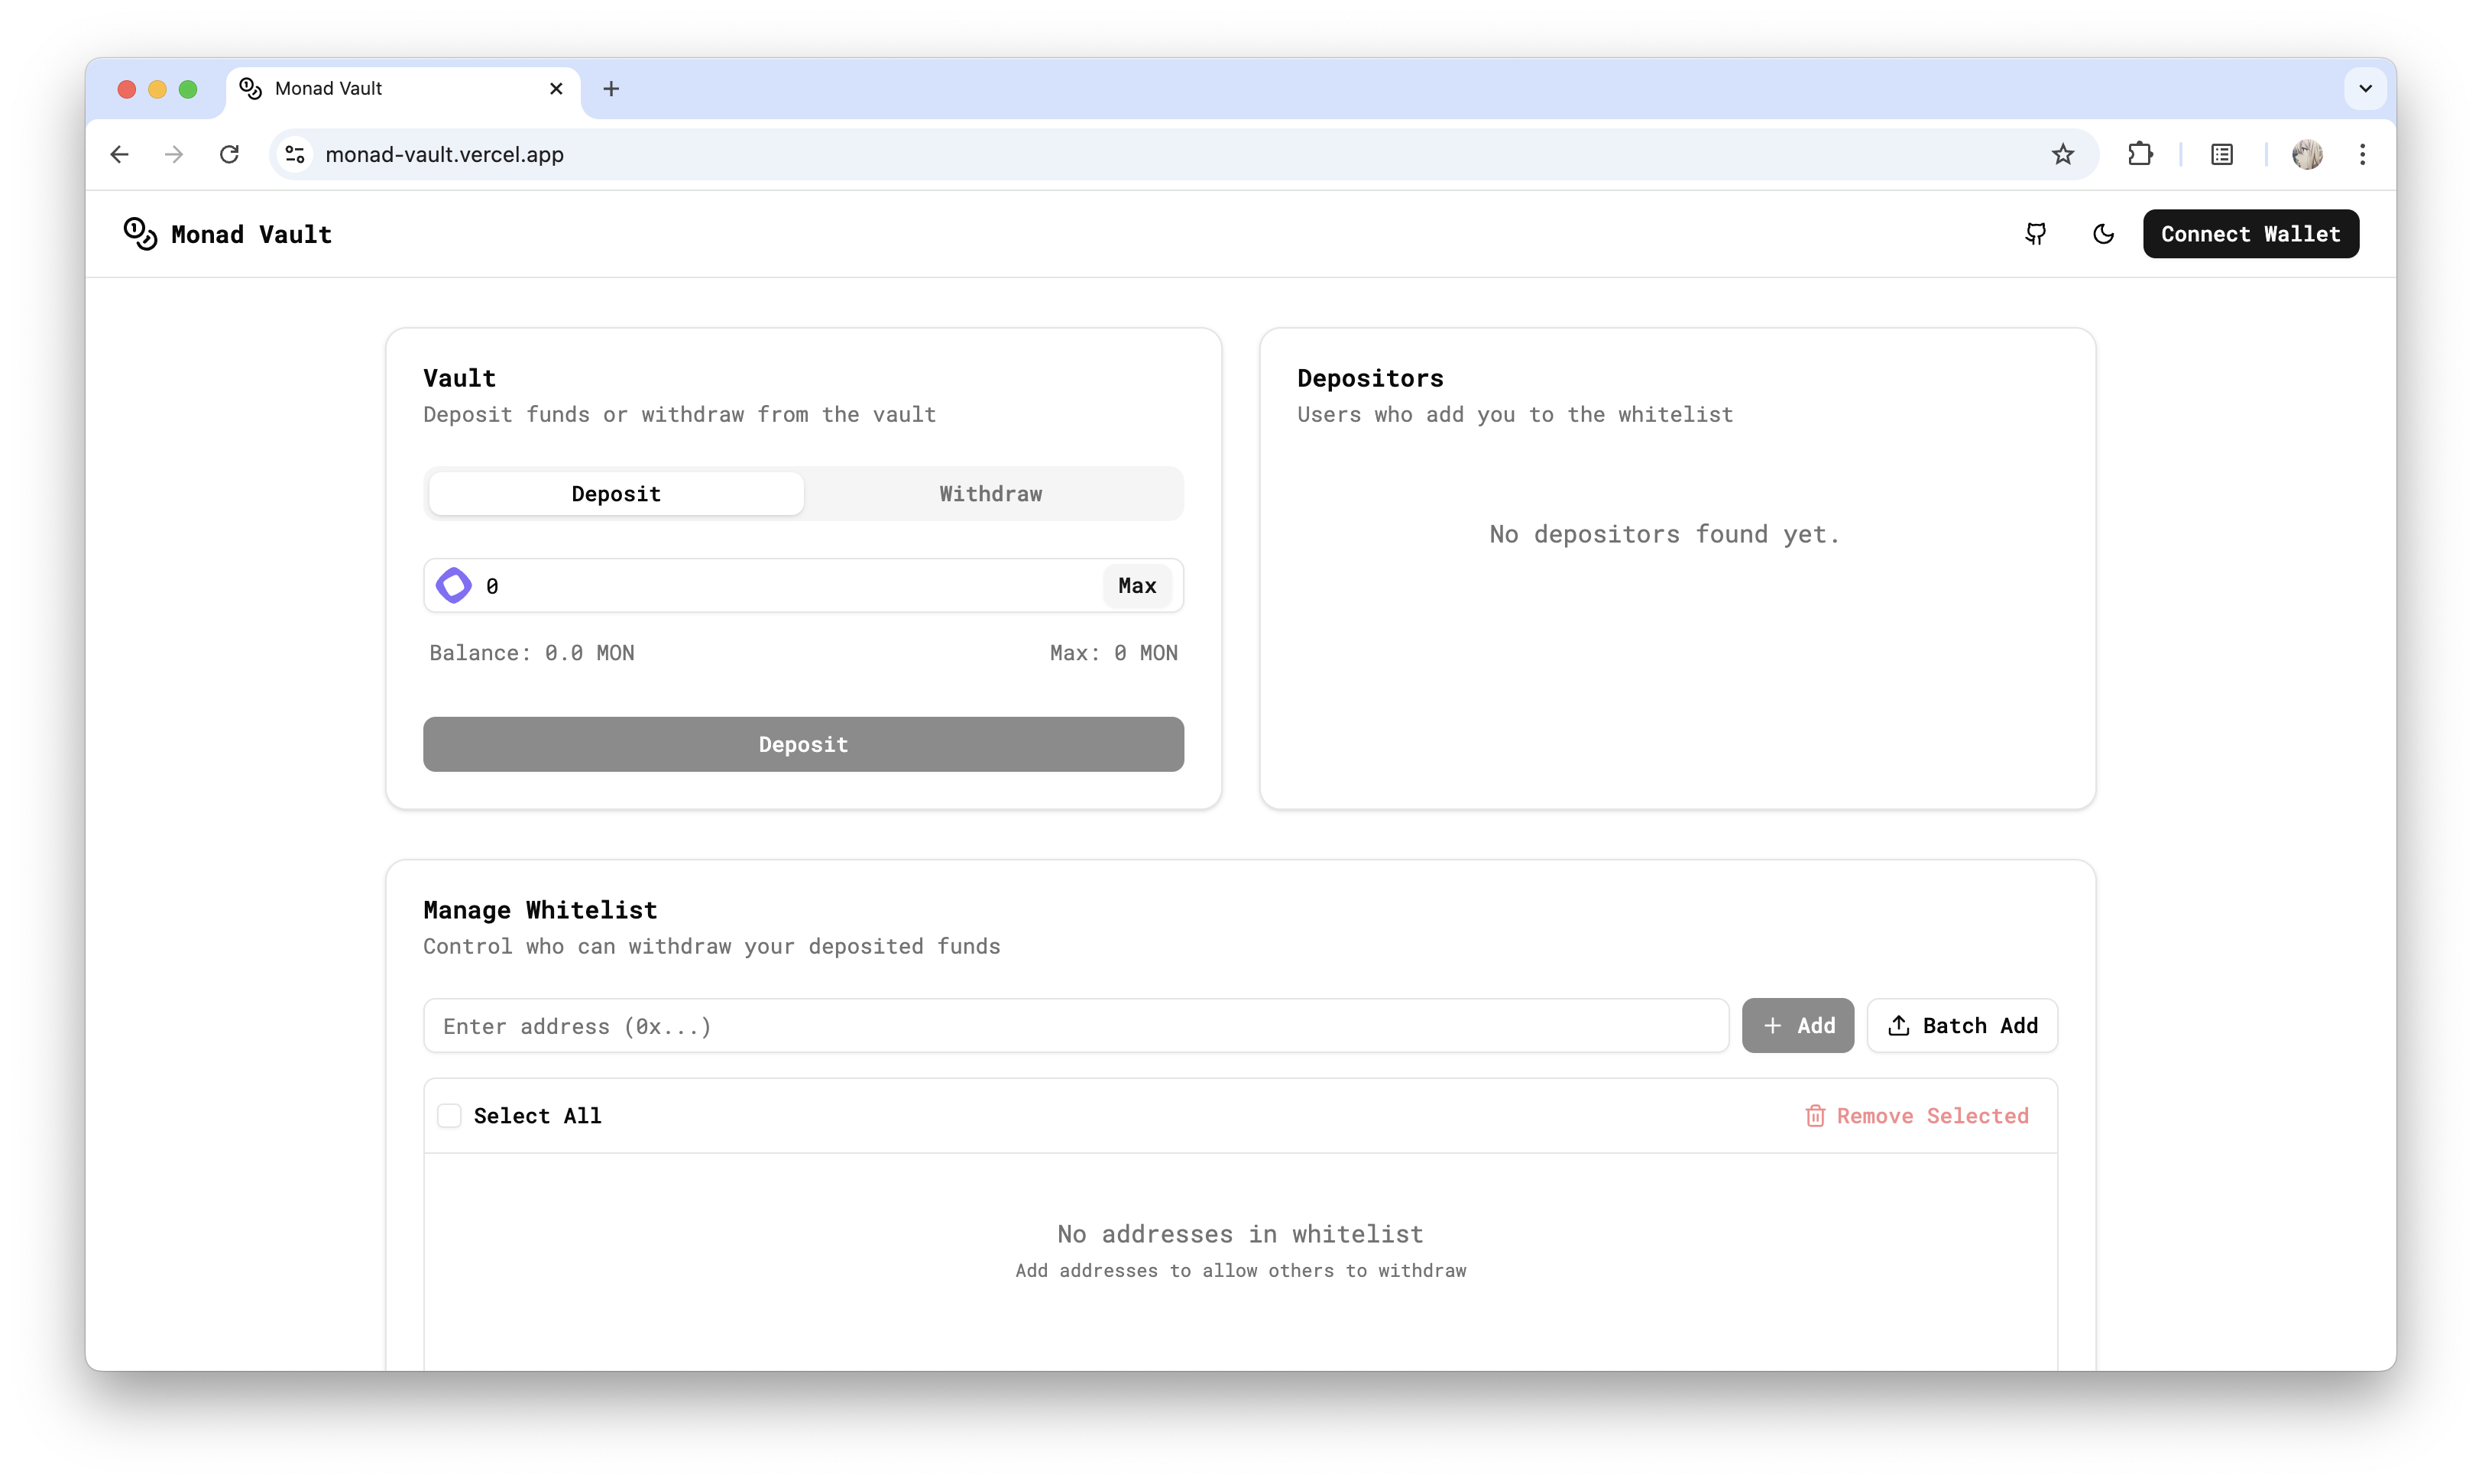 Monad Vault
monad-vault.vercel.app
Monad Vault
Connect Wallet
Vault
Deposit funds or withdraw from the vault
Deposit
Withdraw
0
Max
Balance: 0.0 MON
Max: 0 MON
Deposit
Depositors
Users who add you to the whitelist
No depositors found yet.
Manage Whitelist
Control who can withdraw your deposited funds
Enter address (0x...)
Add
Batch Add
Select All
Remove Selected
No addresses in whitelist
Add addresses to allow others to withdraw